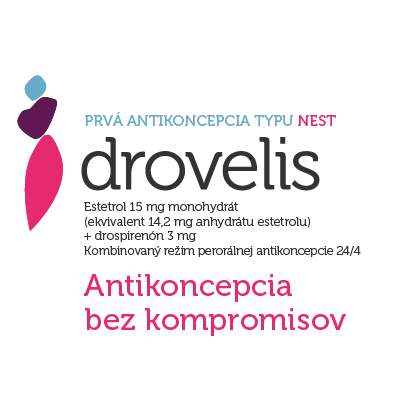 PRVÁ ANTIKONCEPCIA TYPU NEST
drovelis
Estetrol 15 mg monohydrát
(ekvivalent 14,2 mg anhydrátu estetrolu)
+ drospirenón 3 mg
Kombinovaný režim perorálnej antikoncepcie 24/4
Antikoncepcia
bez kompromisov